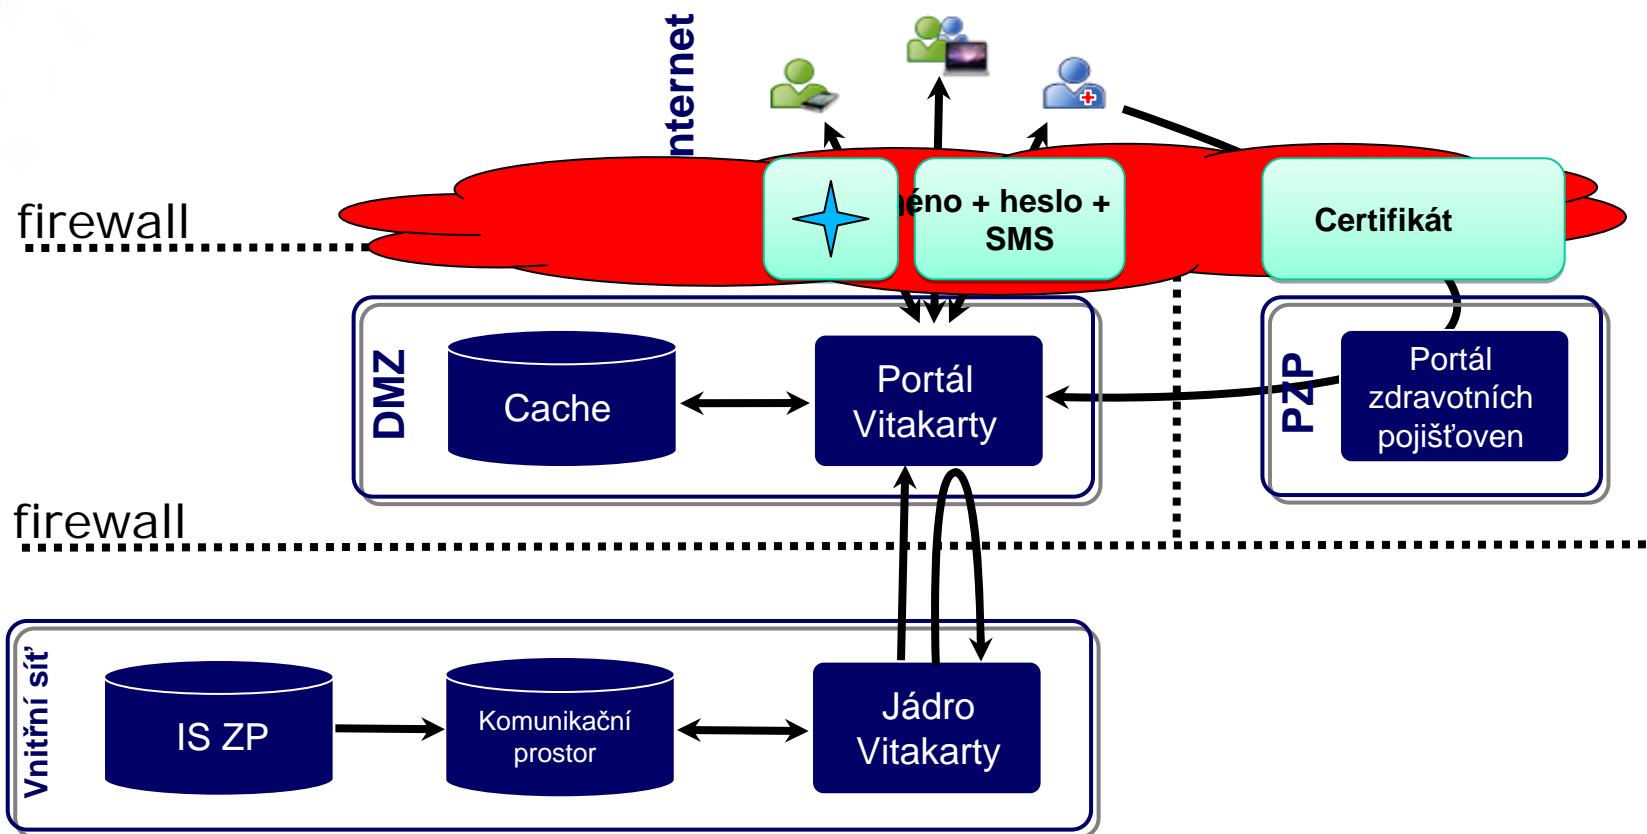 nternet
firewall
éno + heslo +
SMS
Certifikát
DMZ
Cache
Portál
Vitakarty
PZP
Portál
zdravotních
pojišťoven
firewall
Vnitřní síť
IS ZP
Komunikační
prostor
Jádro
Vitakarty